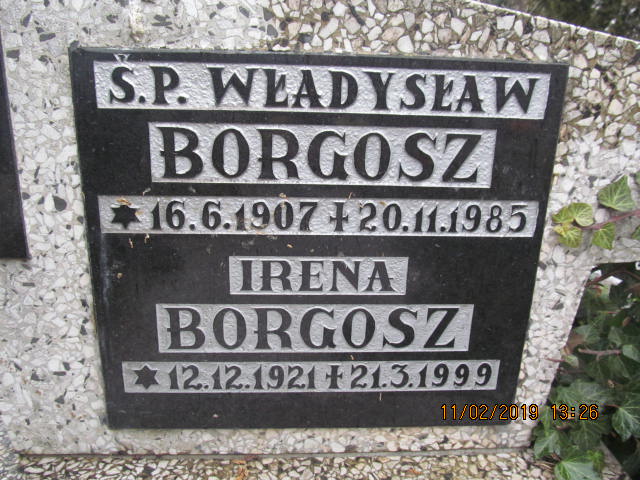 Ś.P. WŁADYSŁAW
BORGOSZ
✶ 16.6.1907 ✝ 20.11.1985
IRENA
BORGOSZ
✶ 12.12.1921 ✝ 21.3.1999
11/02/2019 13:26